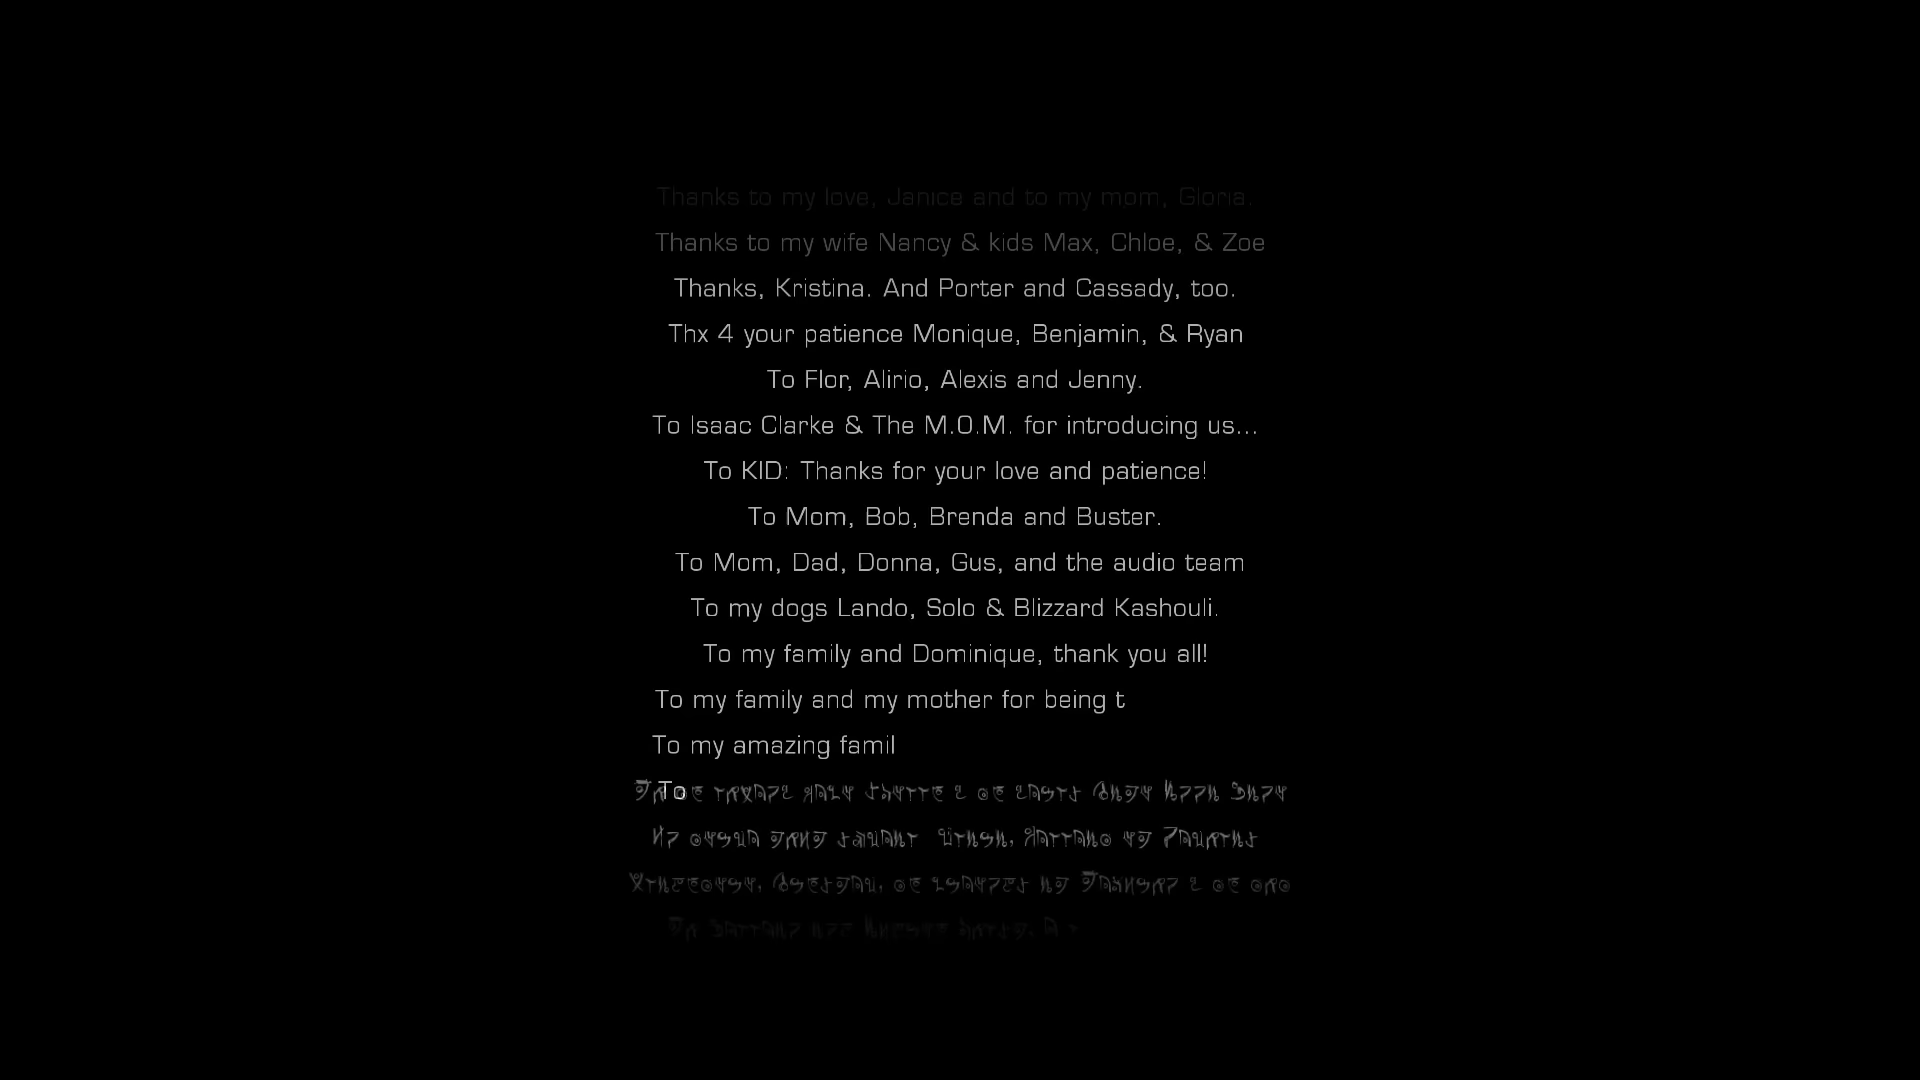 Thanks to my love, Janice and to my mom, Gloria.
Thanks to my wife Nancy & kids Max, Chloe, & Zoe
Thanks, Kristina. And Porter and Cassady, too.
Thx 4 your patience Monique, Benjamin, & Ryan
To Flor, Alirio, Alexis and Jenny.
To Isaac Clarke & The M.O.M. for introducing us...
To KID: Thanks for your love and patience!
To Mom, Bob, Brenda and Buster.
To Mom, Dad, Donna, Gus, and the audio team
To my dogs Lando, Solo & Blizzard Kashouli.
To my family and Dominique, thank you all!
To my family and my mother for being t
To my amazing famil
To